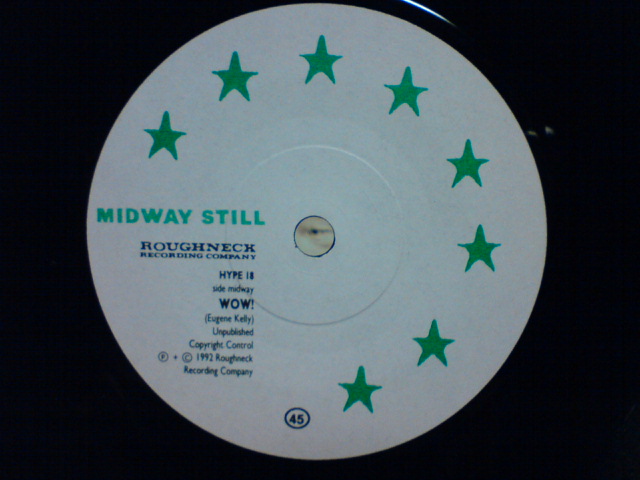 MIDWAY STILL
ROUGHNECK
RECORDING COMPANY
HYPE 18
side midway
WOW!
(Eugene Kelly)
Unpublished
Copyright Control
℗ + © 1992 Roughneck
Recording Company
45